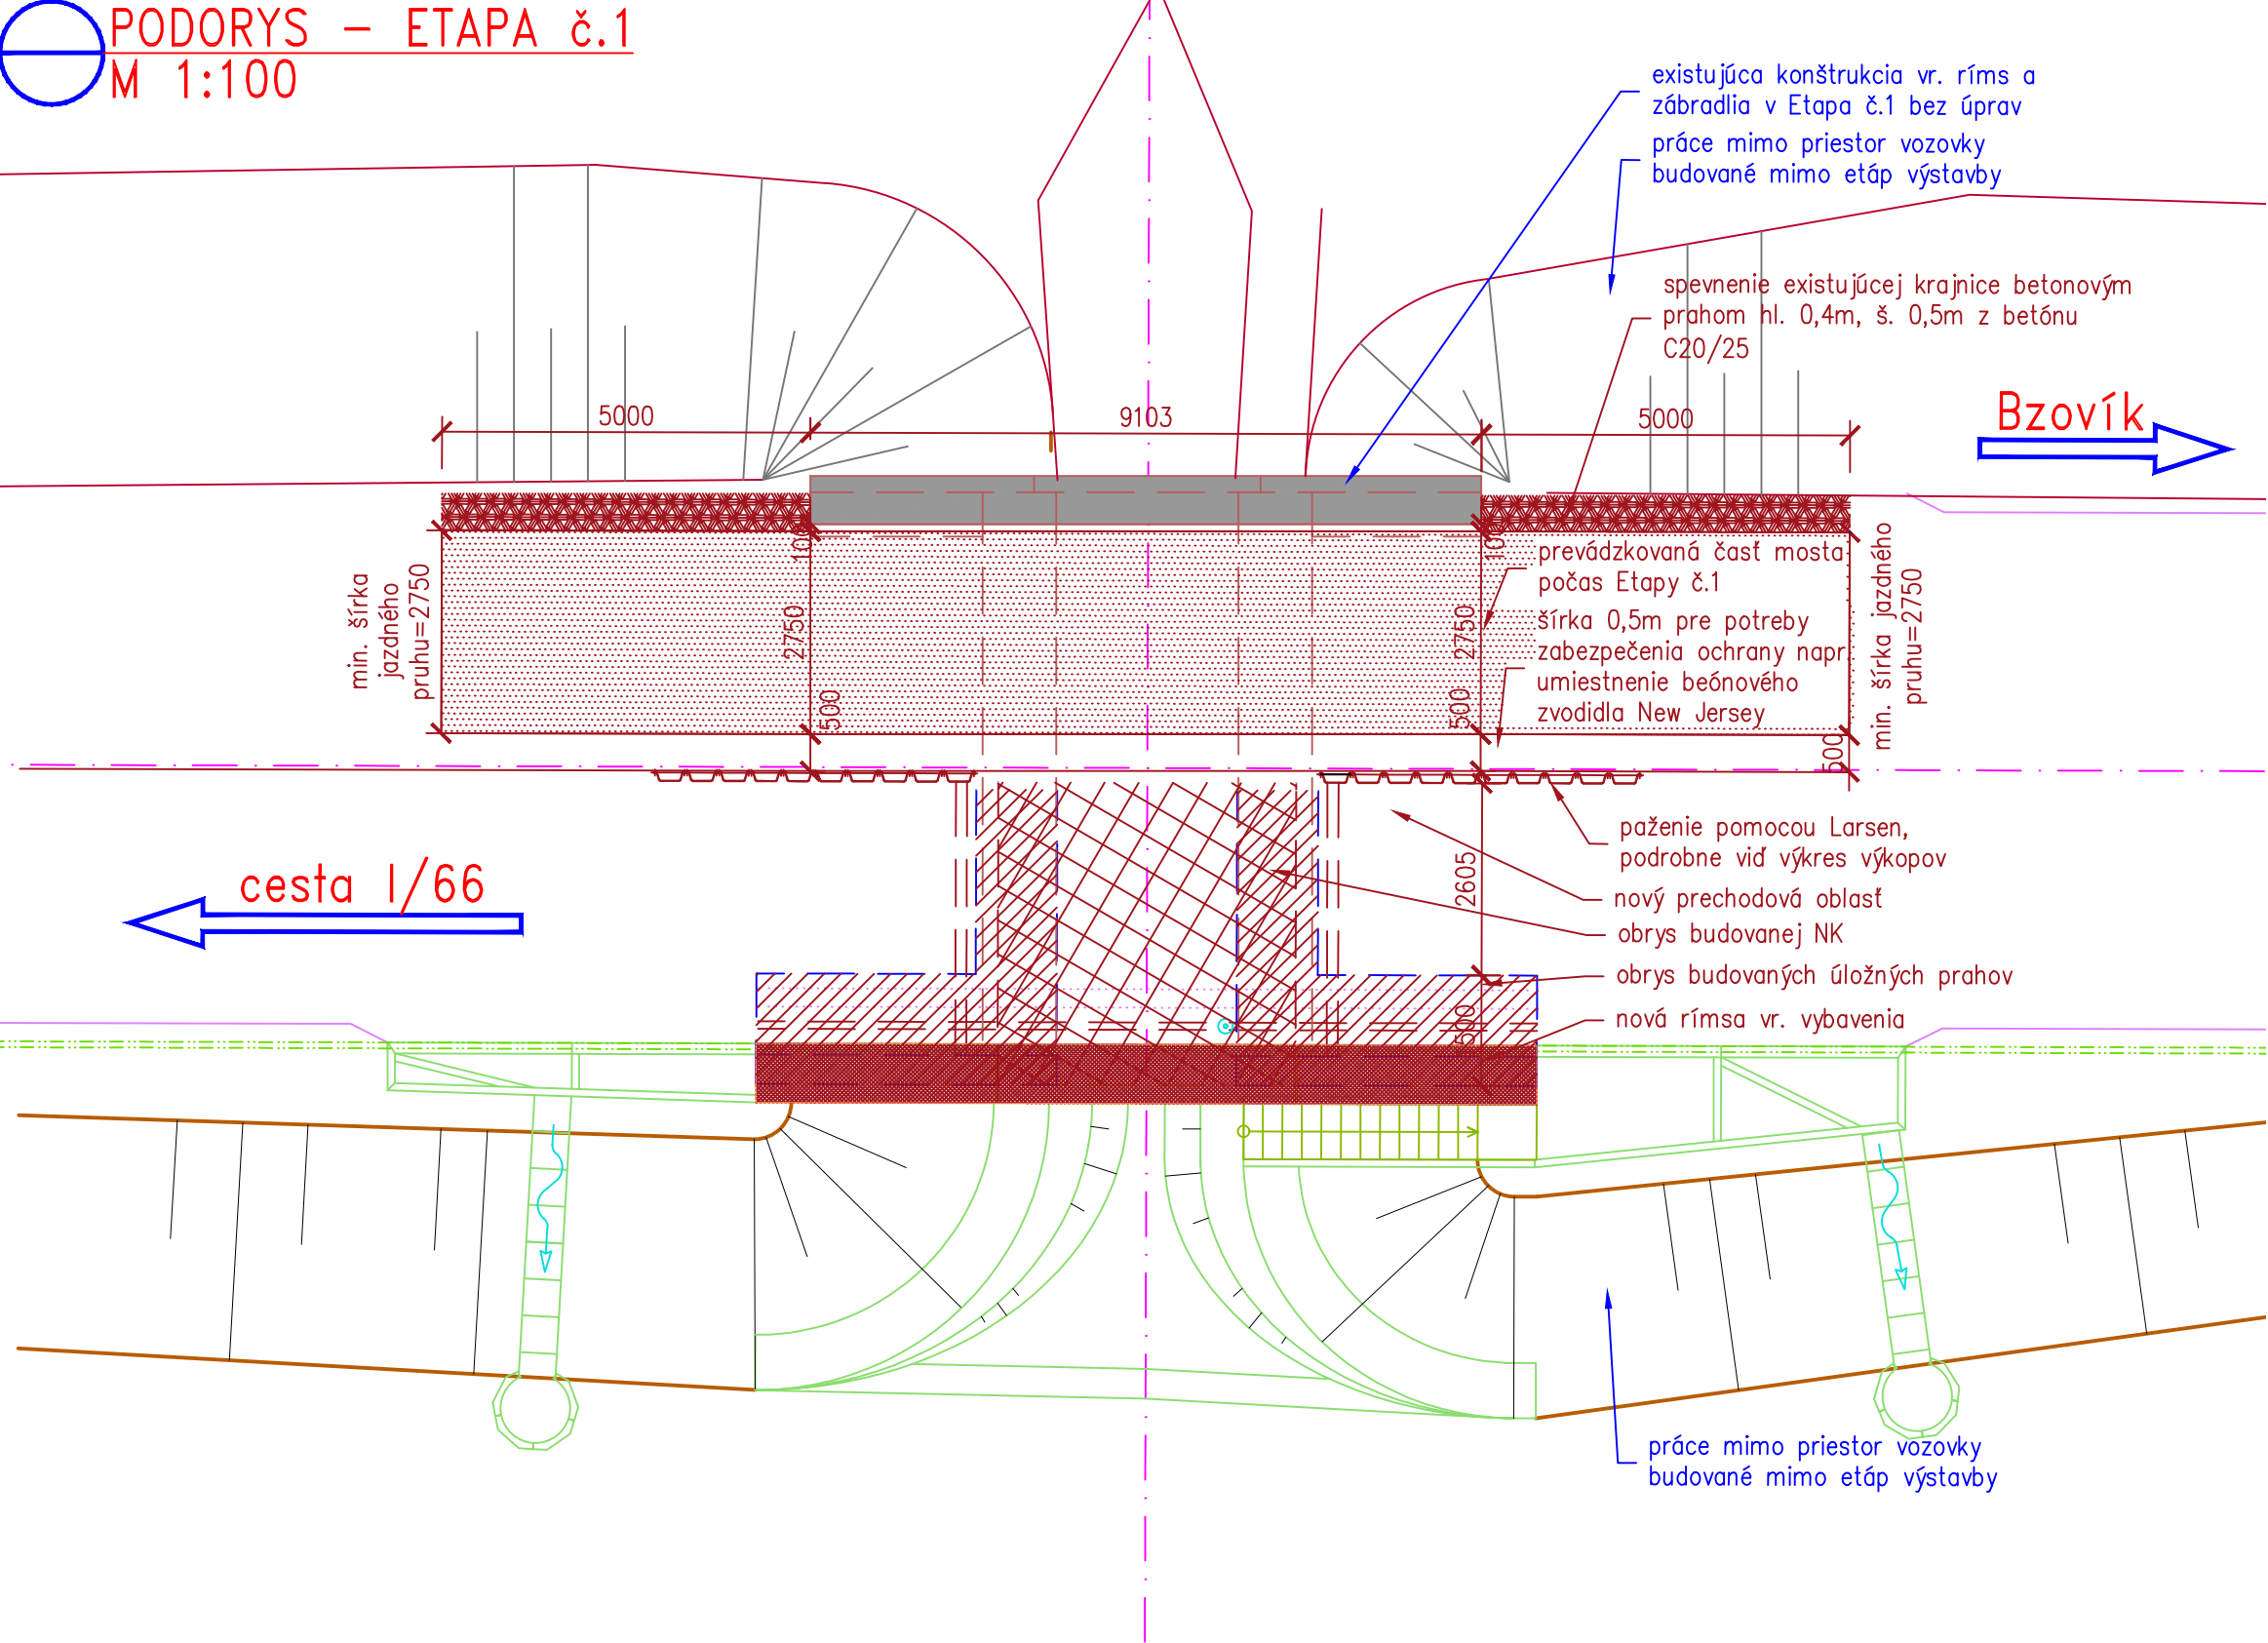 PODORYS – ETAPA č.1
M 1:100
existujúca konštrukcia vr. ríms a
zábradlia v Etapa č.1 bez úprav
práce mimo priestor vozovky
budované mimo etáp výstavby
spevnenie existujúcej krajnice betonovým
prahom hl. 0,4m, š. 0,5m z betónu
C20/25
5000
9103
5000
Bzovík
min. šírka
jazdného
pruhu=2750
2750
500
2750
500
prevádzkovaná časť mosta
počas Etapy č.1
šírka 0,5m pre potreby
zabezpečenia ochrany napr.
umiestnenie beónového
zvodidla New Jersey
min. šírka jazdného
pruhu=2750
500
cesta I/66
2605
500
paženie pomocou Larsen,
podrobne viď výkres výkopov
nový prechodová oblasť
obrys budovanej NK
obrys budovaných úložných prahov
nová rímsa vr. vybavenia
práce mimo priestor vozovky
budované mimo etáp výstavby